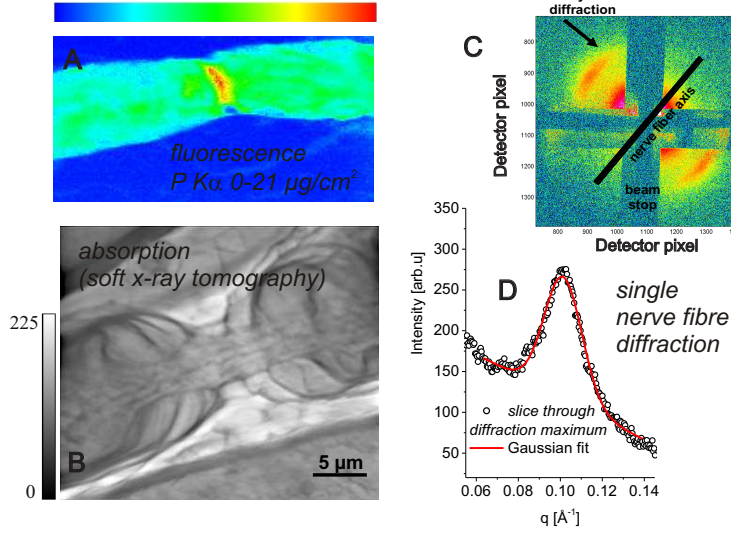 A
fluorescence
P Kα 0-21 µg/cm²
absorption
(soft x-ray tomography)
225
0
B
5 µm
diffraction
C
Detector pixel
800
900
1000
1100
1200
1300
nerve fiber axis
beam
stop
800
900
1000
1100
1200
1300
Detector pixel
350
300
250
200
150
100
50
Intensity [arb.u]
D
single
nerve fibre
diffraction
slice through
diffraction maximum
Gaussian fit
0.06
0.08
0.10
0.12
0.14
q [Å⁻¹]